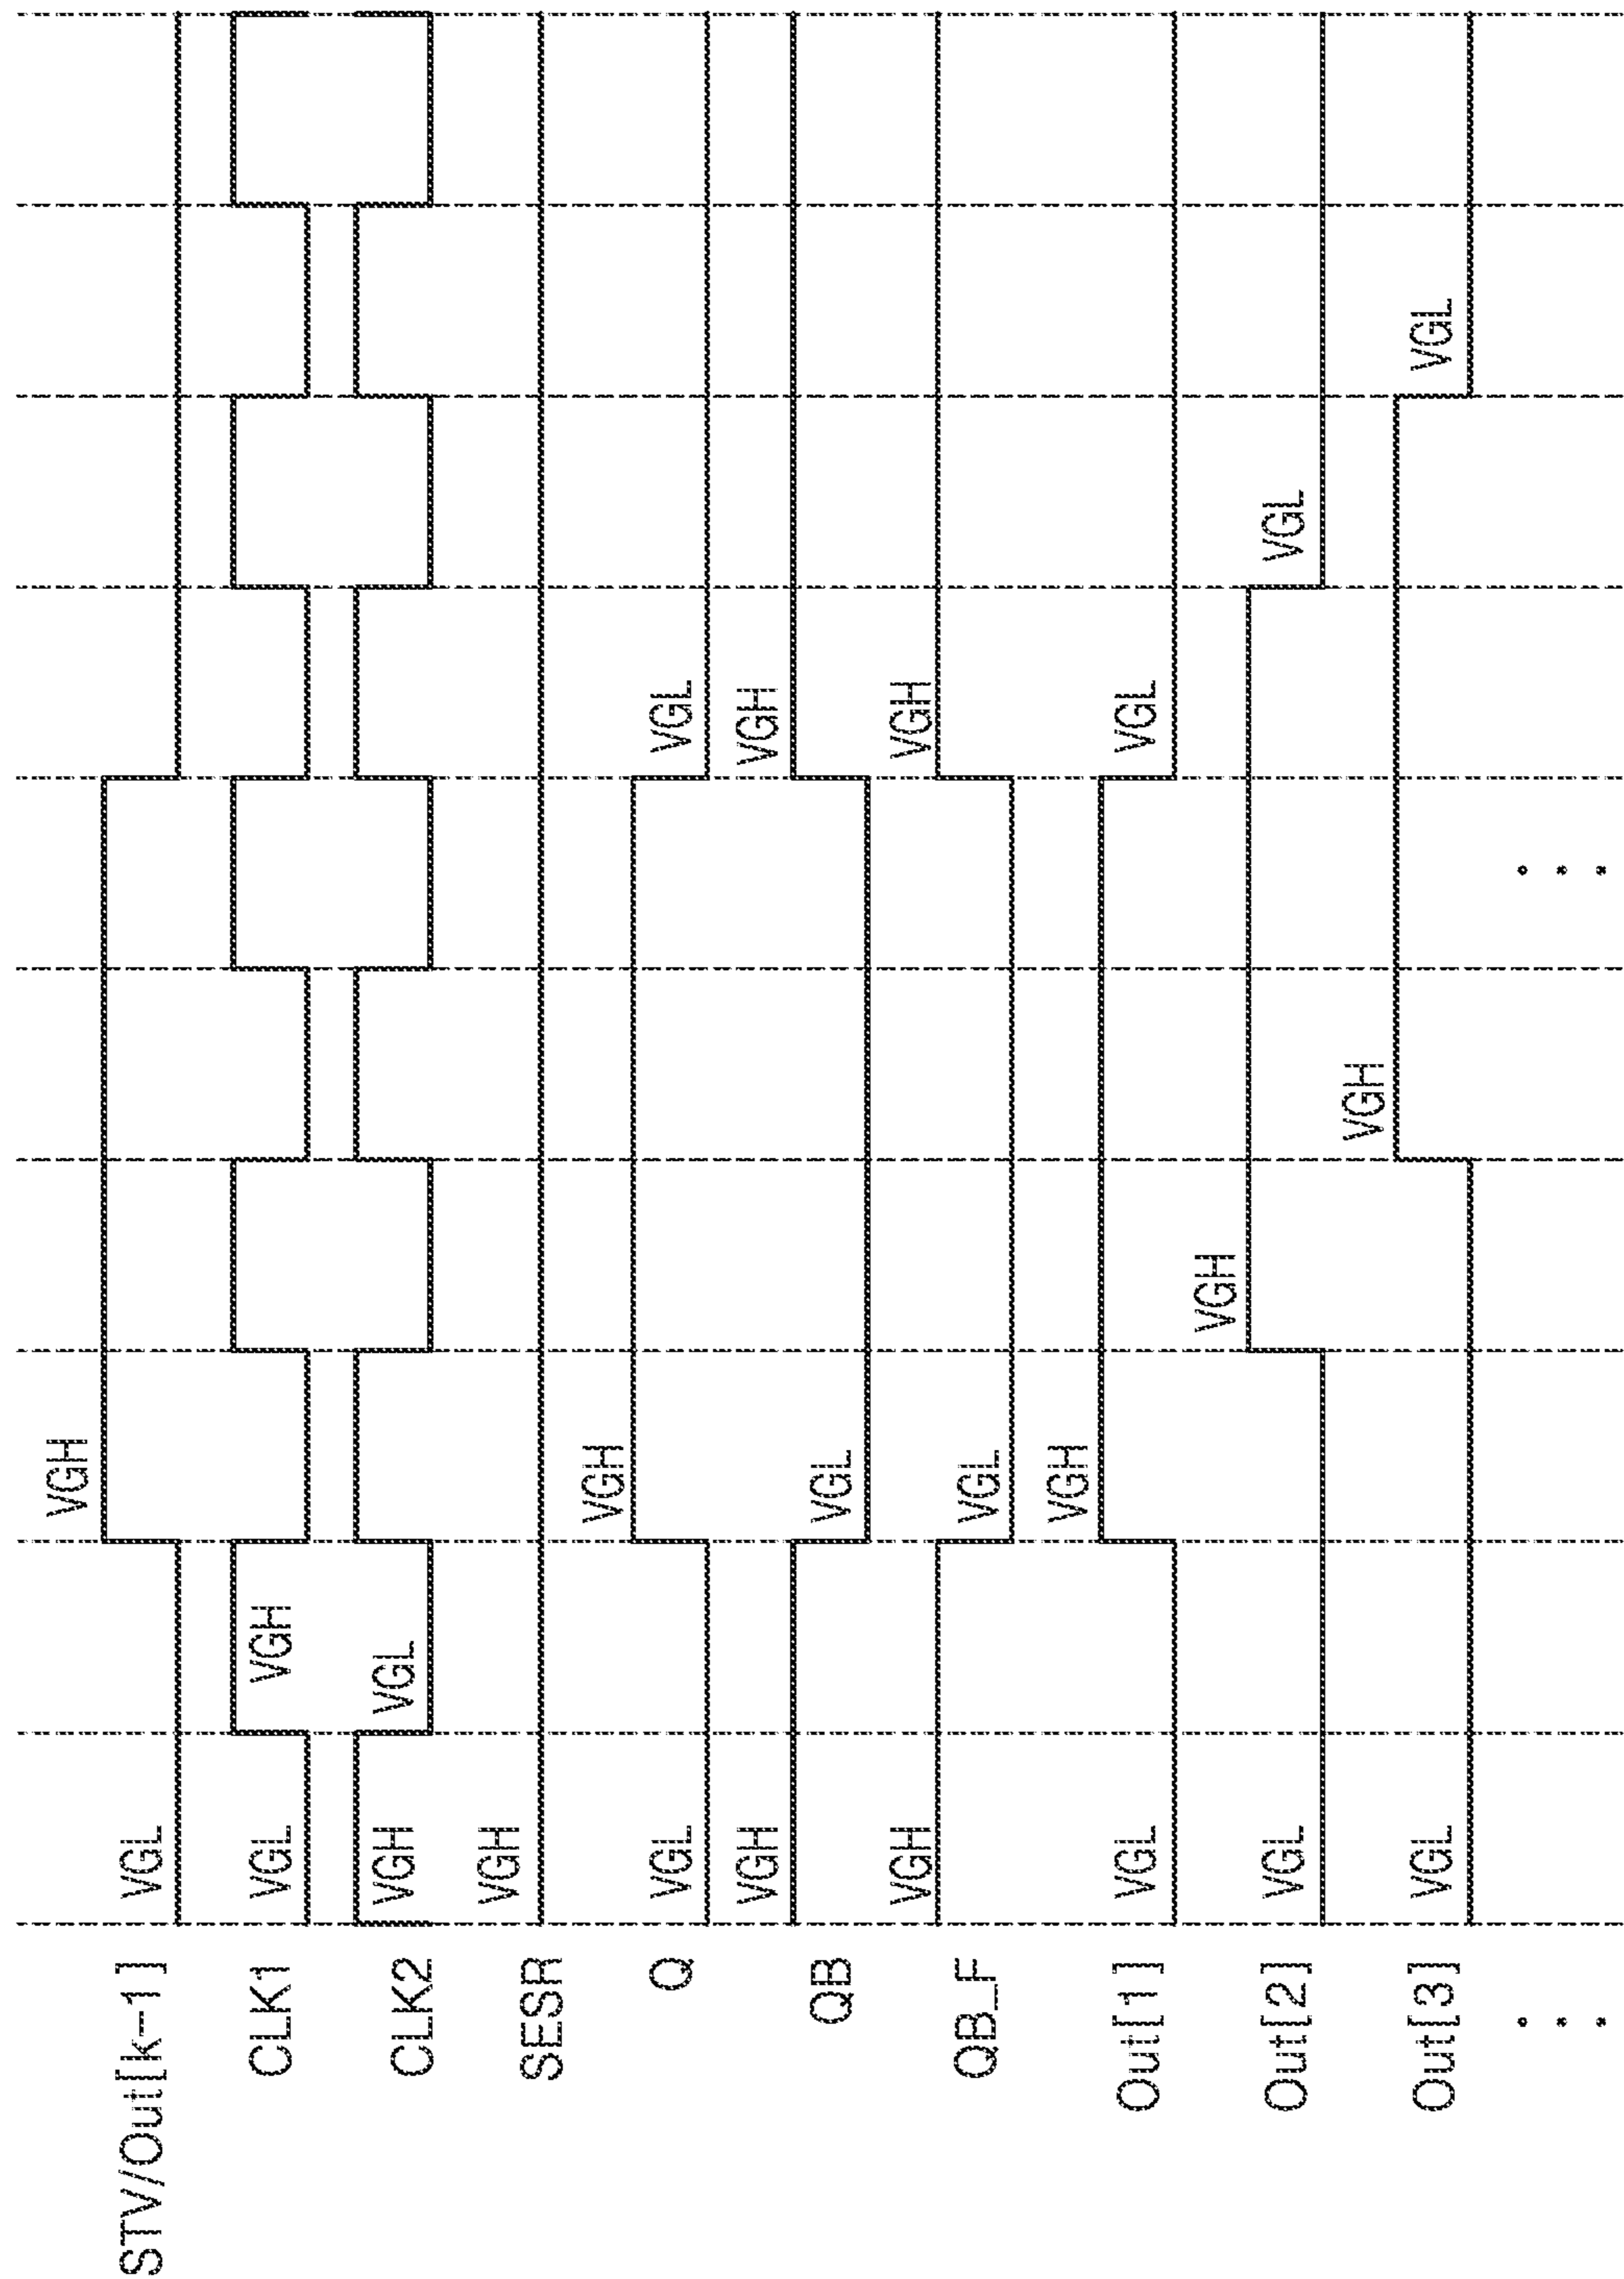 STV/Out[k-1] VGL VGH
CLK1 VGL VGH
CLK2 VGH VGL
SESR VGH
Q VGL VGH VGL
QB VGH VGL VGH
QB_F VGH VGL VGH
Out[1] VGL VGH VGL
Out[2] VGL VGH VGL
Out[3] VGL VGH VGL